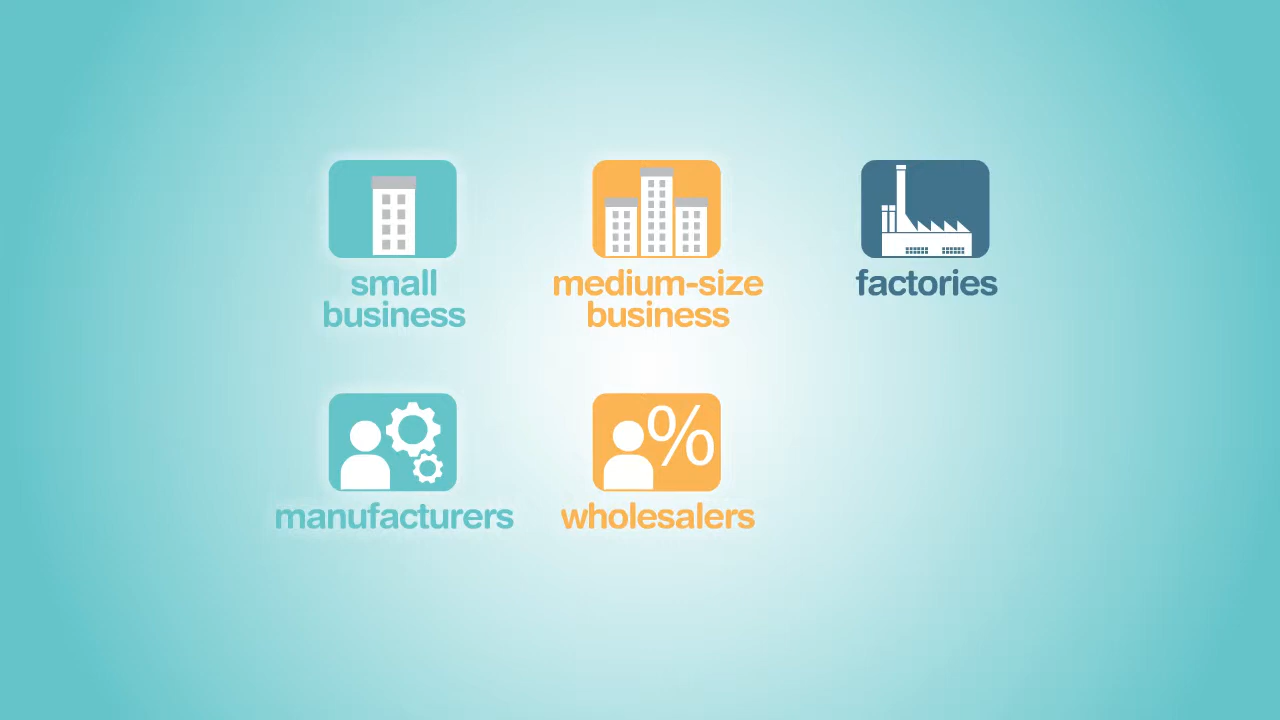 small
business
medium-size
business
factories
manufacturers
%
wholesalers